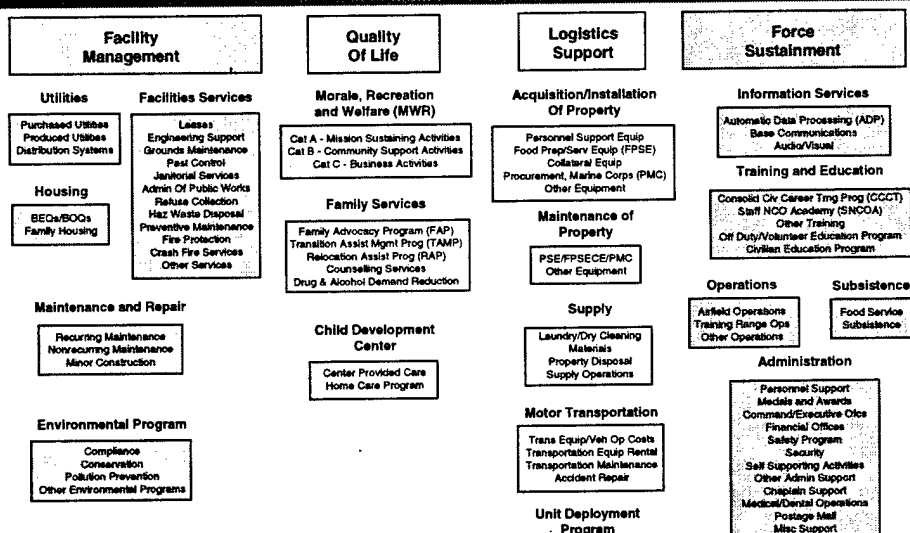 Facility
Management
Utilities
Purchased Utilities
Produced Utilities
Distribution Systems
Housing
BEQs/BOQs
Family Housing
Facilities Services
Leases
Engineering Support
Grounds Maintenance
Pest Control
Janitorial Services
Admin Of Public Works
Refuse Collection
Haz Waste Disposal
Preventive Maintenance
Fire Protection
Crash Fire Services
Other Services
Maintenance and Repair
Recurring Maintenance
Nonrecurring Maintenance
Minor Construction
Environmental Program
Compliance
Conservation
Pollution Prevention
Other Environmental Programs
Quality
Of Life
Morale, Recreation
and Welfare (MWR)
Cat A - Mission Sustaining Activities
Cat B - Community Support Activities
Cat C - Business Activities
Family Services
Family Advocacy Program (FAP)
Transition Assist Mgmt Prog (TAMP)
Relocation Assist Prog (RAP)
Counselling Services
Drug & Alcohol Demand Reduction
Child Development
Center
Center Provided Care
Home Care Program
Logistics
Support
Acquisition/Installation
Of Property
Personnel Support Equip
Food Prep/Serv Equip (FPSE)
Collateral Equip
Procurement, Marine Corps (PMC)
Other Equipment
Maintenance of
Property
PSE/FPSECE/PMC
Other Equipment
Supply
Laundry/Dry Cleaning
Materials
Property Disposal
Supply Operations
Motor Transportation
Trans Equip/Veh Op Costs
Transportation Equip Rental
Transportation Maintenance
Accident Repair
Unit Deployment
Program
Force
Sustainment
Information Services
Automatic Data Processing (ADP)
Base Communications
Audio/Visual
Training and Education
Consolid Civ Career Trng Prog (CCCT)
Staff NCO Academy (SNCOA)
Other Training
Off Duty/Volunteer Education Program
Civilian Education Program
Operations
Airfield Operations
Training Range Ops
Other Operations
Subsistence
Food Service
Subsistence
Administration
Personnel Support
Medals and Awards
Command/Executive Ofcs
Financial Offices
Safety Program
Security
Self Supporting Activities
Other Admin Support
Chaplain Support
Medical/Dental Operations
Postage Mail
Misc Support